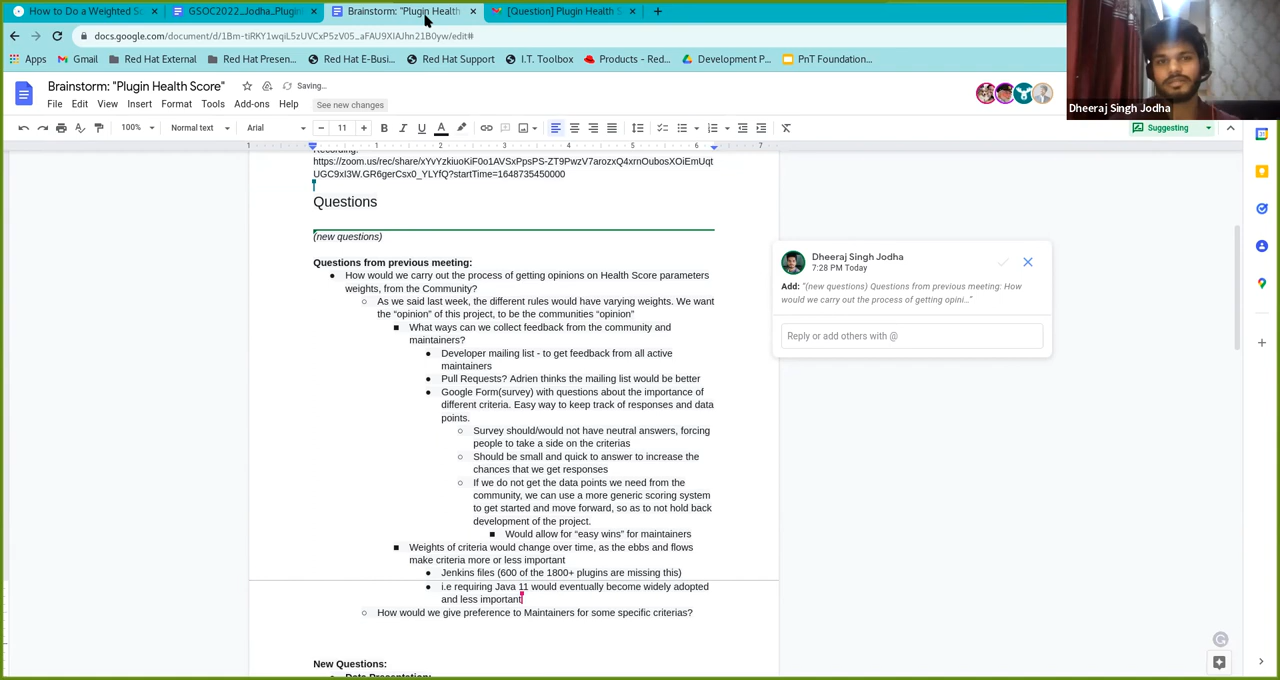 How to Do a Weighted Sc
GSOC2022_Jodha_Plugin
Brainstorm: "Plugin Health
[Question] Plugin Health S
docs.google.com/document/d/1Bm-tiRKY1wqiL5zUVCxP5zV05_aFAU9XIAJhn21B0yw/edit#
Apps Gmail Red Hat External Red Hat Presen... Red Hat E-Busi... Red Hat Support I.T. Toolbox Products - Red... Development P... PnT Foundation...
Brainstorm: "Plugin Health Score" Saving...
File Edit View Insert Format Tools Add-ons Help See new changes
100% Normal text Arial 11 Suggesting
1 1 2 3 4 5 6 7
Dheeraj Singh Jodha
https://zoom.us/rec/share/xYvYzkiuoKiF0o1AVSxPpsPS-ZT9PwzV7arozxQ4xrnOubosXOiEmUqt
UGC9xI3W.GR6gerCsx0_YLYfQ?startTime=1648735450000
Questions
(new questions)
Questions from previous meeting:
● How would we carry out the process of getting opinions on Health Score parameters
weights, from the Community?
○ As we said last week, the different rules would have varying weights. We want
the “opinion” of this project, to be the communities “opinion”
■ What ways can we collect feedback from the community and
maintainers?
● Developer mailing list - to get feedback from all active
maintainers
● Pull Requests? Adrien thinks the mailing list would be better
● Google Form(survey) with questions about the importance of
different criteria. Easy way to keep track of responses and data
points.
○ Survey should/would not have neutral answers, forcing
people to take a side on the criterias
○ Should be small and quick to answer to increase the
chances that we get responses
○ If we do not get the data points we need from the
community, we can use a more generic scoring system
to get started and move forward, so as to not hold back
development of the project.
■ Would allow for “easy wins” for maintainers
■ Weights of criteria would change over time, as the ebbs and flows
make criteria more or less important
● Jenkins files (600 of the 1800+ plugins are missing this)
● i.e requiring Java 11 would eventually become widely adopted
and less important
○ How would we give preference to Maintainers for some specific criterias?
New Questions:
● Data Presentation:
Dheeraj Singh Jodha
7:28 PM Today
Add: “(new questions) Questions from previous meeting: How
would we carry out the process of getting opini...”
Reply or add others with @